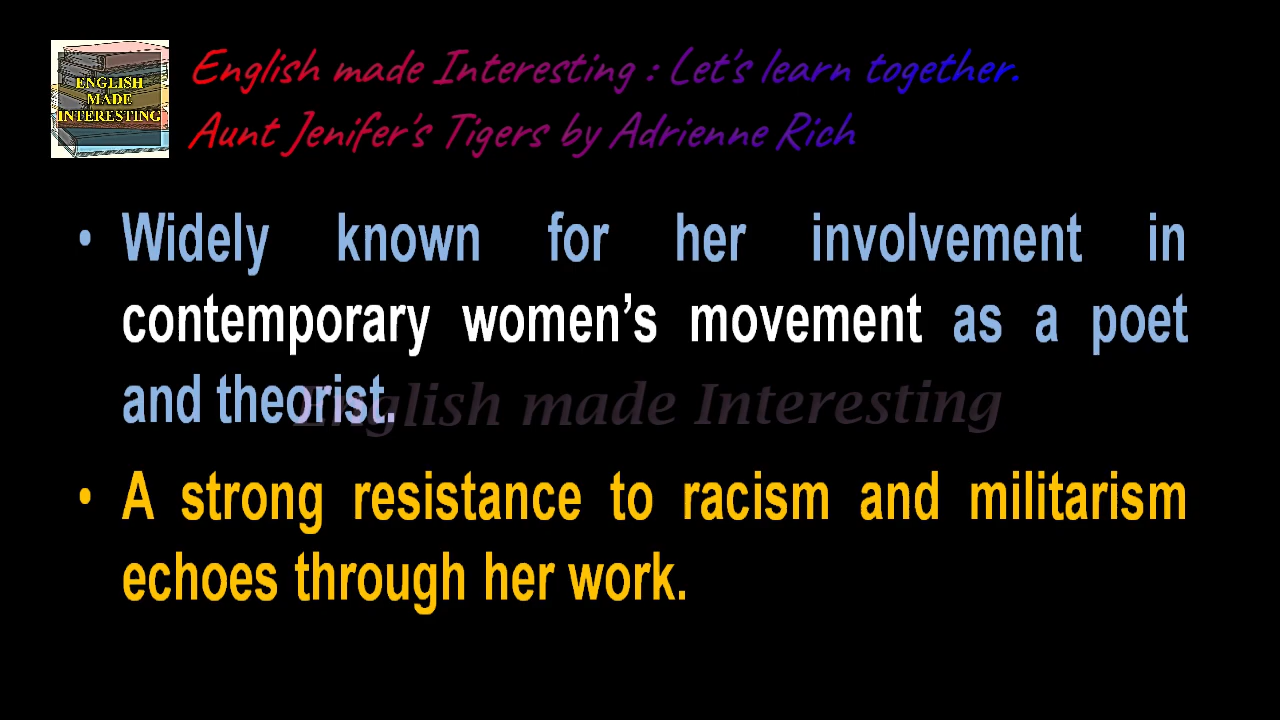 ENGLISH
MADE
INTERESTING
English made Interesting : Let's learn together.
Aunt Jenifer's Tigers by Adrienne Rich
• Widely known for her involvement in
contemporary women's movement as a poet
and theorist.
English made Interesting
• A strong resistance to racism and militarism
echoes through her work.